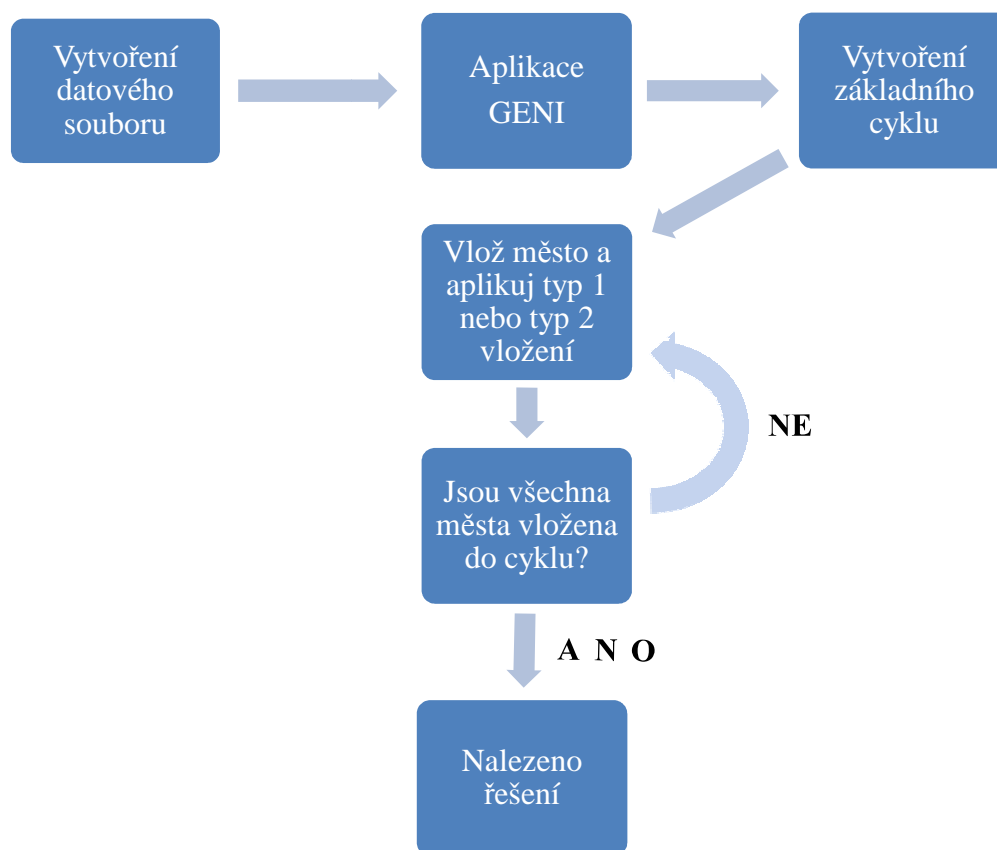 Vytvoření
datového
souboru
Aplikace
GENI
Vytvoření
základního
cyklu
Vlož město a
aplikuj typ 1
nebo typ 2
vložení
NE
Jsou všechna
města vložena
do cyklu?
A N O
Nalezeno
řešení